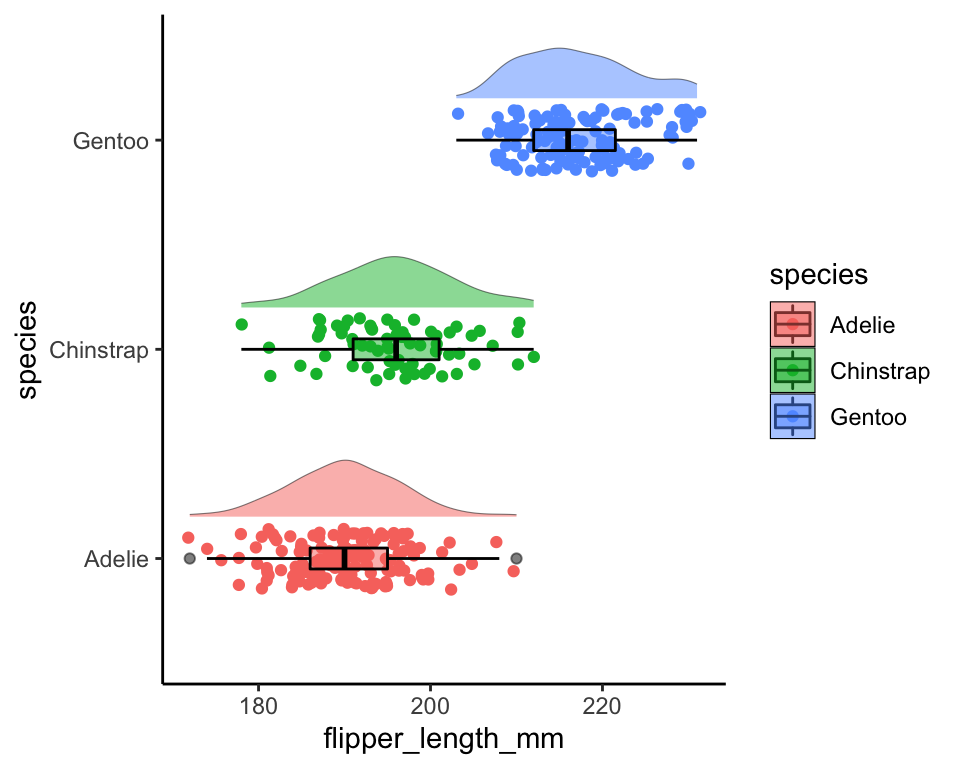 species
Gentoo
Chinstrap
Adelie
180 200 220
flipper_length_mm
species
Adelie
Chinstrap
Gentoo